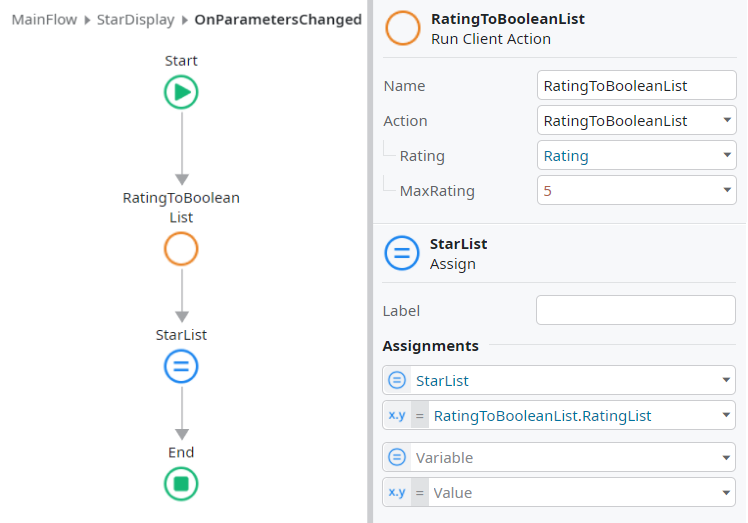 MainFlow ▸ StarDisplay ▸ OnParametersChanged
Start
RatingToBoolean
List
StarList
End
RatingToBooleanList
Run Client Action
Name RatingToBooleanList
Action RatingToBooleanList
Rating Rating
MaxRating 5
StarList
Assign
Label
Assignments
StarList
x.y = RatingToBooleanList.RatingList
Variable
x.y = Value